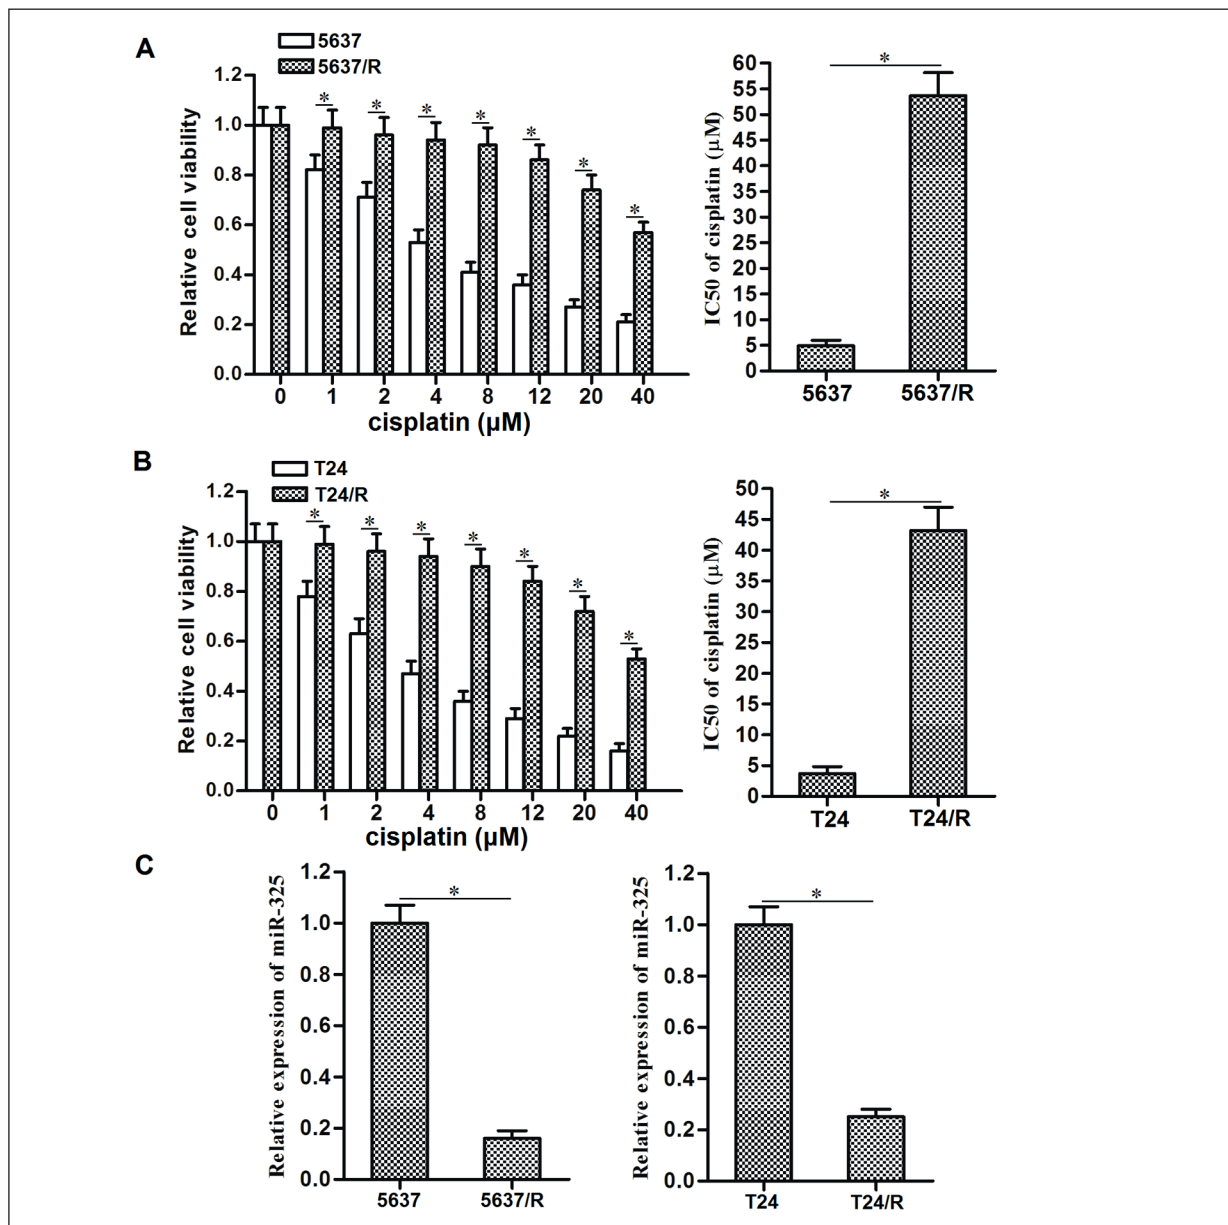 A
5637
5637/R
Relative cell viability
1.2
1.0
0.8
0.6
0.4
0.2
0.0
* * * * * * *
0 1 2 4 8 12 20 40
cisplatin (µM)
IC50 of cisplatin (µM)
60
55
50
45
40
35
30
25
20
15
10
5
0
*
5637 5637/R
B
T24
T24/R
Relative cell viability
1.2
1.0
0.8
0.6
0.4
0.2
0.0
* * * * * * *
0 1 2 4 8 12 20 40
cisplatin (µM)
IC50 of cisplatin (µM)
50
45
40
35
30
25
20
15
10
5
0
*
T24 T24/R
C
Relative expression of miR-325
1.2
1.0
0.8
0.6
0.4
0.2
0.0
*
5637 5637/R
Relative expression of miR-325
1.2
1.0
0.8
0.6
0.4
0.2
0.0
*
T24 T24/R